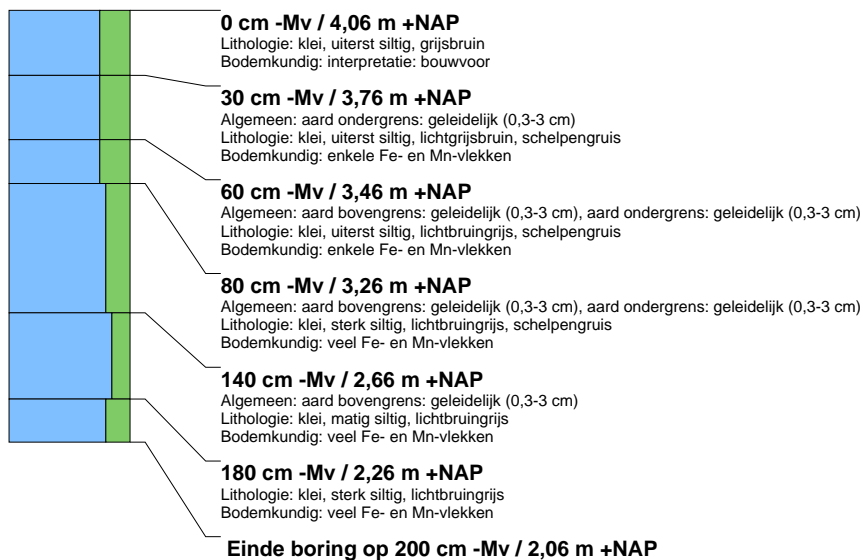 0 cm -Mv / 4,06 m +NAP
Lithologie: klei, uiterst siltig, grijsbruin
Bodemkundig: interpretatie: bouwvoor
30 cm -Mv / 3,76 m +NAP
Algemeen: aard ondergrens: geleidelijk (0,3-3 cm)
Lithologie: klei, uiterst siltig, lichtgrijsbruin, schelpengruis
Bodemkundig: enkele Fe- en Mn-vlekken
60 cm -Mv / 3,46 m +NAP
Algemeen: aard bovengrens: geleidelijk (0,3-3 cm), aard ondergrens: geleidelijk (0,3-3 cm)
Lithologie: klei, uiterst siltig, lichtbruingrijs, schelpengruis
Bodemkundig: enkele Fe- en Mn-vlekken
80 cm -Mv / 3,26 m +NAP
Algemeen: aard bovengrens: geleidelijk (0,3-3 cm), aard ondergrens: geleidelijk (0,3-3 cm)
Lithologie: klei, sterk siltig, lichtbruingrijs, schelpengruis
Bodemkundig: veel Fe- en Mn-vlekken
140 cm -Mv / 2,66 m +NAP
Algemeen: aard bovengrens: geleidelijk (0,3-3 cm)
Lithologie: klei, matig siltig, lichtbruingrijs
Bodemkundig: veel Fe- en Mn-vlekken
180 cm -Mv / 2,26 m +NAP
Lithologie: klei, sterk siltig, lichtbruingrijs
Bodemkundig: veel Fe- en Mn-vlekken
Einde boring op 200 cm -Mv / 2,06 m +NAP